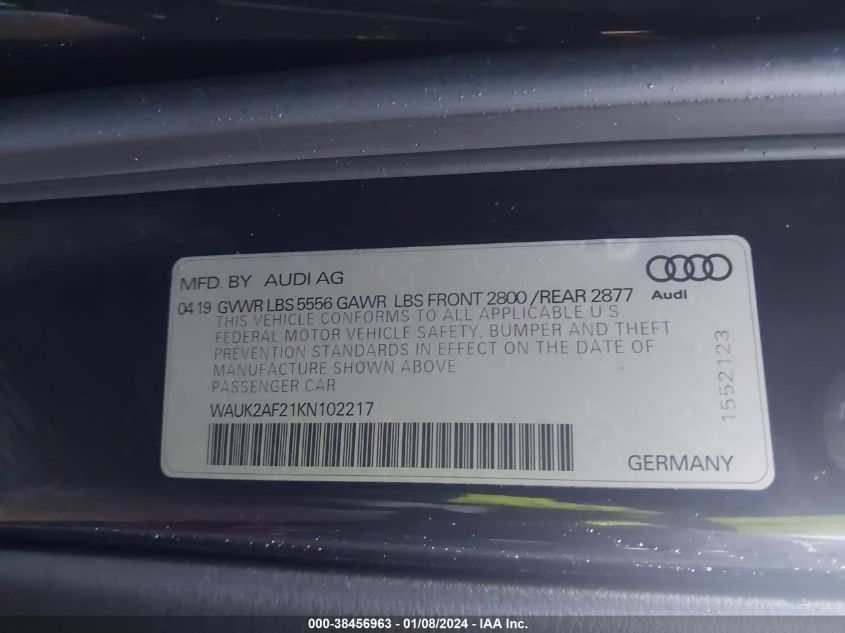 MFD. BY AUDI AG
Audi
04 19 GVWR LBS 5556 GAWR LBS FRONT 2800 /REAR 2877
THIS VEHICLE CONFORMS TO ALL APPLICABLE U S
FEDERAL MOTOR VEHICLE SAFETY, BUMPER AND THEFT
PREVENTION STANDARDS IN EFFECT ON THE DATE OF
MANUFACTURE SHOWN ABOVE
PASSENGER CAR
WAUK2AF21KN102217
1552123
GERMANY
000-38456963 - 01/08/2024 - IAA Inc.